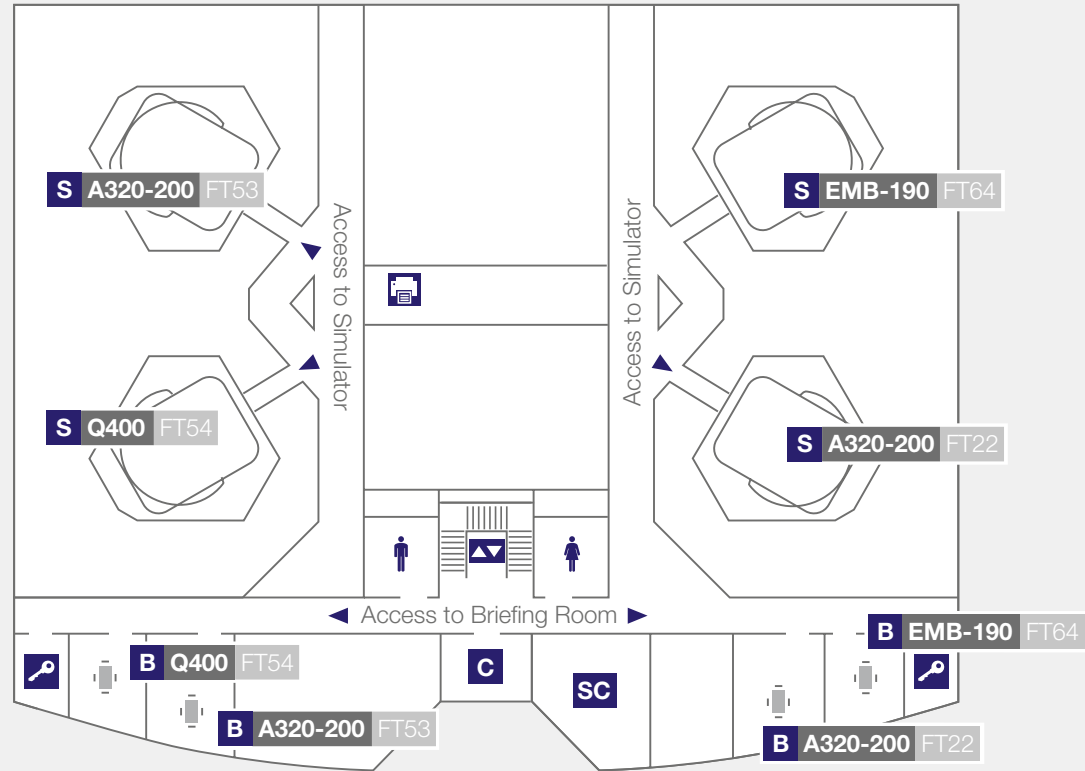 S A320-200 FT53
S EMB-190 FT64
Access to Simulator
Access to Simulator
S Q400 FT54
S A320-200 FT22
Access to Briefing Room
B EMB-190 FT64
B Q400 FT54
C
SC
B A320-200 FT53
B A320-200 FT22